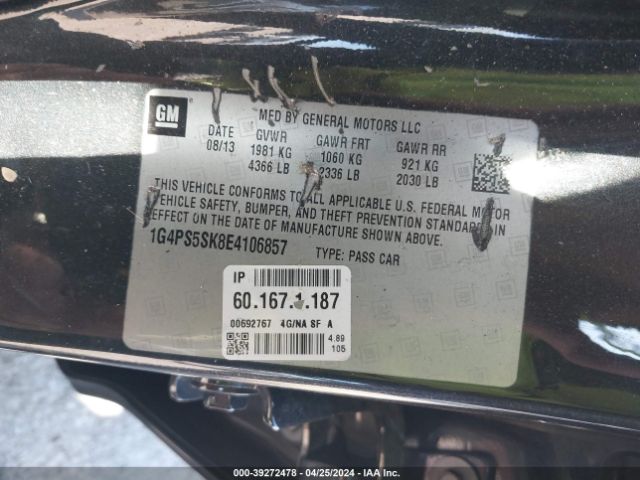 GM
MFD BY GENERAL MOTORS LLC
DATE GVWR GAWR FRT GAWR RR
08/13 1981 KG 1060 KG 921 KG
4366 LB 2336 LB 2030 LB
THIS VEHICLE CONFORMS TO ALL APPLICABLE U.S. FEDERAL MOTOR
VEHICLE SAFETY, BUMPER, AND THEFT PREVENTION STANDARDS IN
EFFECT ON THE DATE OF MANUFACTURE SHOWN ABOVE.
1G4PS5SK8E4106857 TYPE: PASS CAR
IP
60.167.1.187
00692767 4G/NA SF A
4.89
105
000-39272478 - 04/25/2024 - IAA Inc.